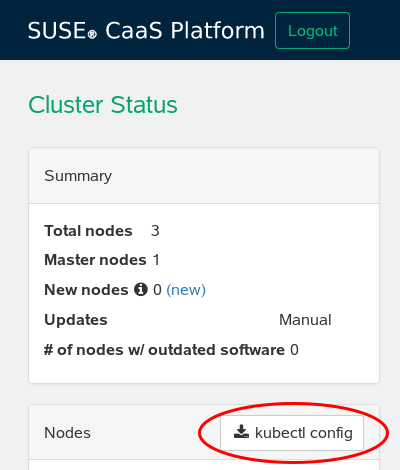 SUSE® CaaS Platform Logout
Cluster Status
Summary
Total nodes 3
Master nodes 1
New nodes 0 (new)
Updates Manual
# of nodes w/ outdated software 0
Nodes kubectl config